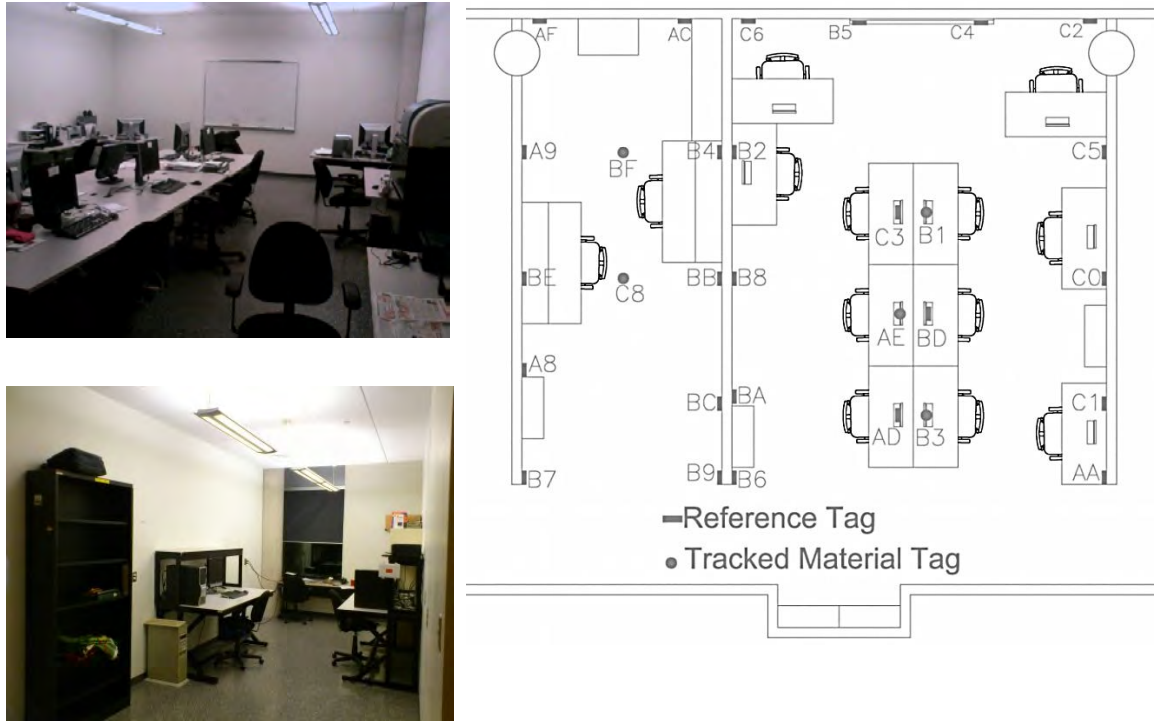 AF AC C6 B5 C4 C2
A9 BF B4 B2 C5
C3 B1
BE C8 BB B8 C0
AE BD
A8 BC BA C1
AD B3
B7 B9 B6 AA
Reference Tag
Tracked Material Tag